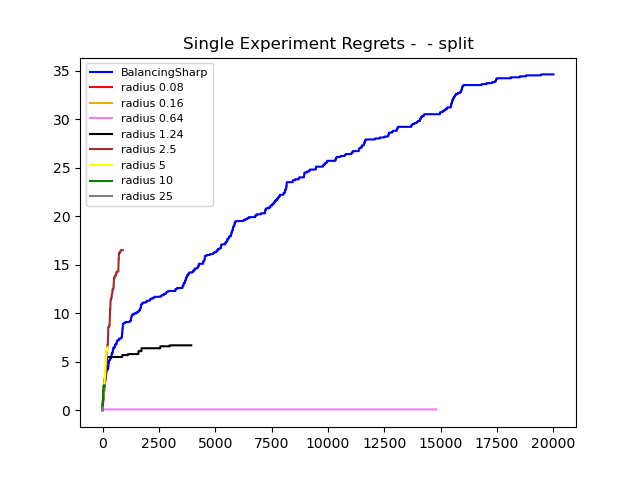 Single Experiment Regrets -  - split
35
30
25
20
15
10
5
0
BalancingSharp
radius 0.08
radius 0.16
radius 0.64
radius 1.24
radius 2.5
radius 5
radius 10
radius 25
0 2500 5000 7500 10000 12500 15000 17500 20000